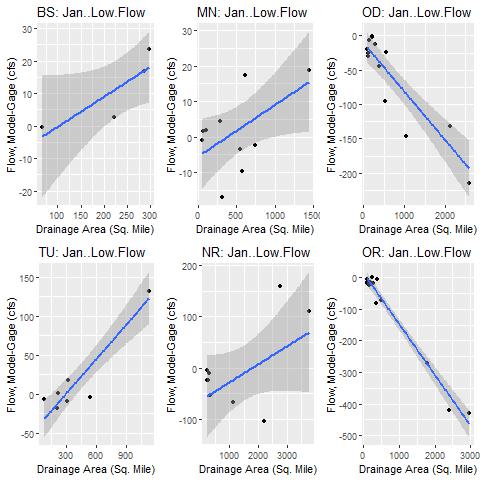 BS: Jan..Low.Flow
MN: Jan..Low.Flow
OD: Jan..Low.Flow
Flow, Model-Gage (cfs)
30
20
10
0
-10
-20
100
150
200
250
300
Drainage Area (Sq. Mile)
Flow, Model-Gage (cfs)
30
20
10
0
-10
0
500
1000
1500
Drainage Area (Sq. Mile)
Flow, Model-Gage (cfs)
0
-50
-100
-150
-200
0
1000
2000
Drainage Area (Sq. Mile)
TU: Jan..Low.Flow
NR: Jan..Low.Flow
OR: Jan..Low.Flow
Flow, Model-Gage (cfs)
150
100
50
0
-50
300
600
900
Drainage Area (Sq. Mile)
Flow, Model-Gage (cfs)
200
100
0
-100
1000
2000
3000
Drainage Area (Sq. Mile)
Flow, Model-Gage (cfs)
0
-100
-200
-300
-400
-500
0
1000
2000
3000
Drainage Area (Sq. Mile)